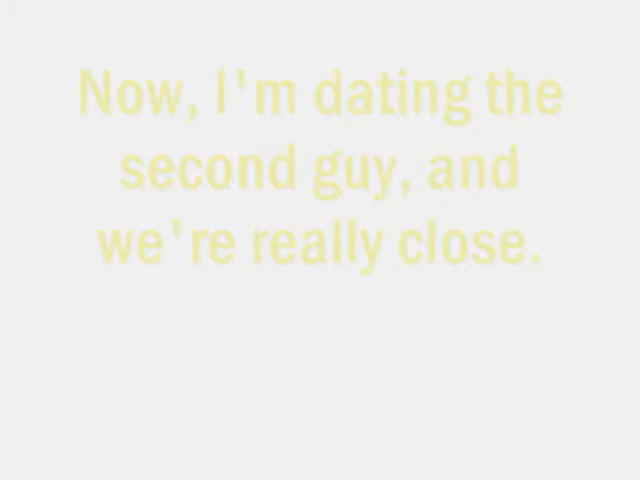 Now, I'm dating the
second guy, and
we're really close.